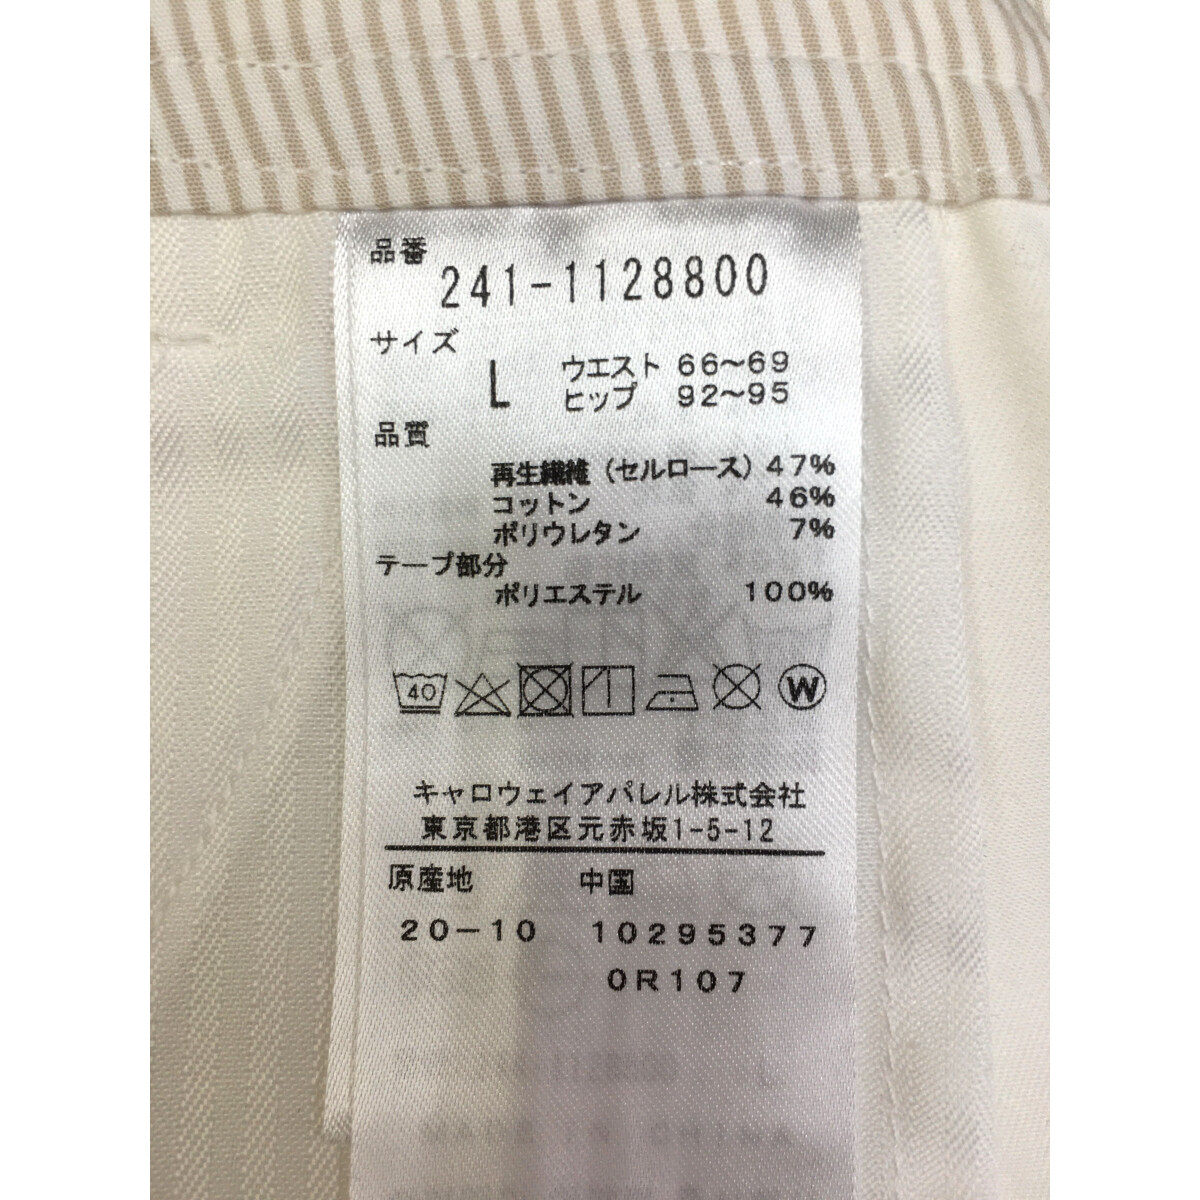 品番
241-1128800
サイズ
L ウエスト 66～69
ヒップ 92～95
品質
再生繊維（セルロース）47%
コットン 46%
ポリウレタン 7%
テープ部分
ポリエステル 100%
40 W
キャロウェイアパレル株式会社
東京都港区元赤坂1-5-12
原産地 中国
20-10 10295377
0R107